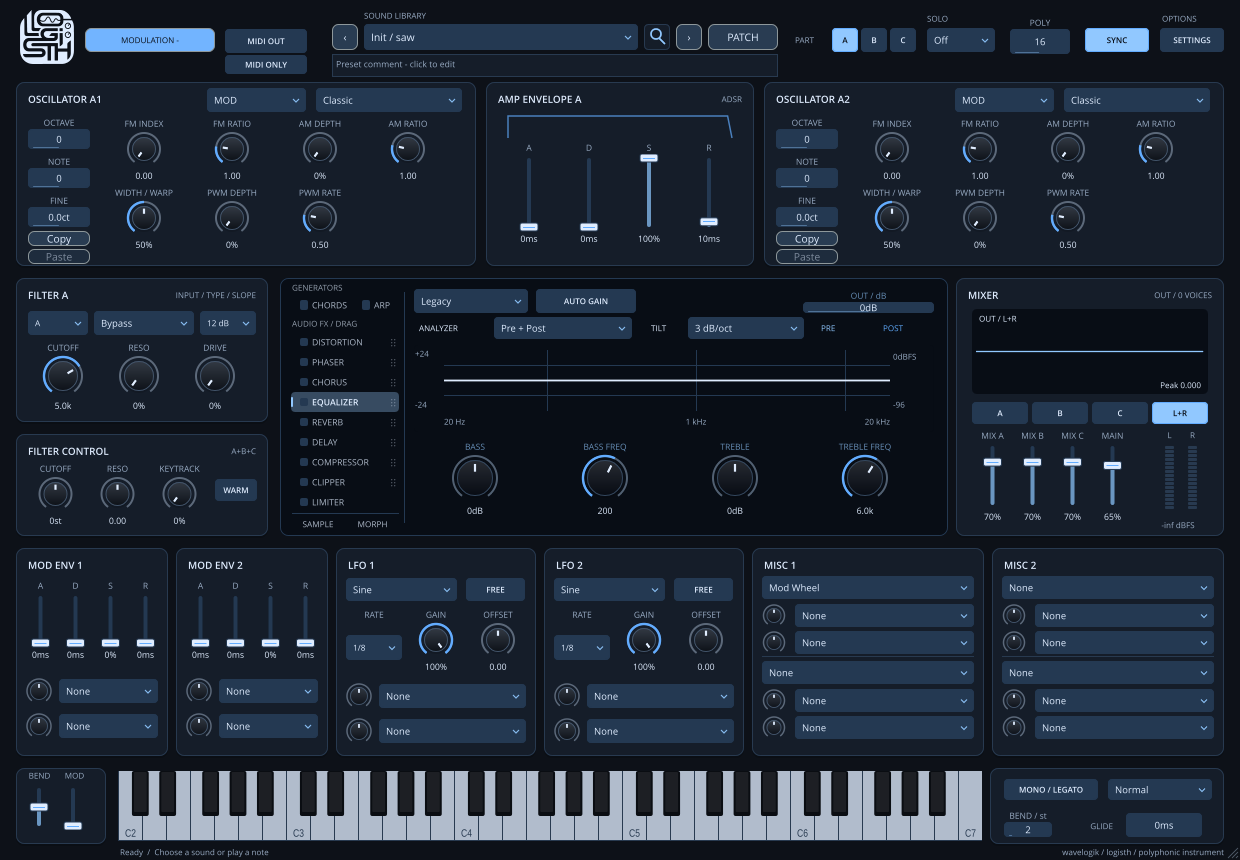 LOGISTH
MODULATION -
MIDI OUT
MIDI ONLY
SOUND LIBRARY
‹
Init / saw
›
PATCH
Preset comment - click to edit
PART
A
B
C
SOLO
Off
POLY
16
SYNC
OPTIONS
SETTINGS
OSCILLATOR A1
MOD
Classic
OCTAVE
0
NOTE
0
FINE
0.0ct
Copy
Paste
FM INDEX
0.00
FM RATIO
1.00
AM DEPTH
0%
AM RATIO
1.00
WIDTH / WARP
50%
PWM DEPTH
0%
PWM RATE
0.50
AMP ENVELOPE A
ADSR
A
D
S
R
0ms
0ms
100%
10ms
OSCILLATOR A2
MOD
Classic
OCTAVE
0
NOTE
0
FINE
0.0ct
Copy
Paste
FM INDEX
0.00
FM RATIO
1.00
AM DEPTH
0%
AM RATIO
1.00
WIDTH / WARP
50%
PWM DEPTH
0%
PWM RATE
0.50
FILTER A
INPUT / TYPE / SLOPE
A
Bypass
12 dB
CUTOFF
5.0k
RESO
0%
DRIVE
0%
FILTER CONTROL
A+B+C
CUTOFF
0st
RESO
0.00
KEYTRACK
0%
WARM
GENERATORS
CHORDS
ARP
AUDIO FX / DRAG
DISTORTION
PHASER
CHORUS
EQUALIZER
REVERB
DELAY
COMPRESSOR
CLIPPER
LIMITER
SAMPLE
MORPH
Legacy
AUTO GAIN
OUT / dB
0dB
ANALYZER
Pre + Post
TILT
3 dB/oct
PRE
POST
+24
-24
0dBFS
-96
20 Hz
1 kHz
20 kHz
BASS
0dB
BASS FREQ
200
TREBLE
0dB
TREBLE FREQ
6.0k
MIXER
OUT / 0 VOICES
OUT / L+R
Peak 0.000
A
B
C
L+R
MIX A
MIX B
MIX C
MAIN
L
R
70%
70%
70%
65%
-inf dBFS
MOD ENV 1
A
D
S
R
0ms
0ms
0%
0ms
None
None
MOD ENV 2
A
D
S
R
0ms
0ms
0%
0ms
None
None
LFO 1
Sine
FREE
RATE
1/8
GAIN
100%
OFFSET
0.00
None
None
LFO 2
Sine
FREE
RATE
1/8
GAIN
100%
OFFSET
0.00
None
None
MISC 1
Mod Wheel
None
None
None
None
None
MISC 2
None
None
None
None
None
None
BEND
MOD
C2
C3
C4
C5
C6
C7
MONO / LEGATO
Normal
BEND / st
2
GLIDE
0ms
Ready / Choose a sound or play a note
wavelogik / logisth / polyphonic instrument